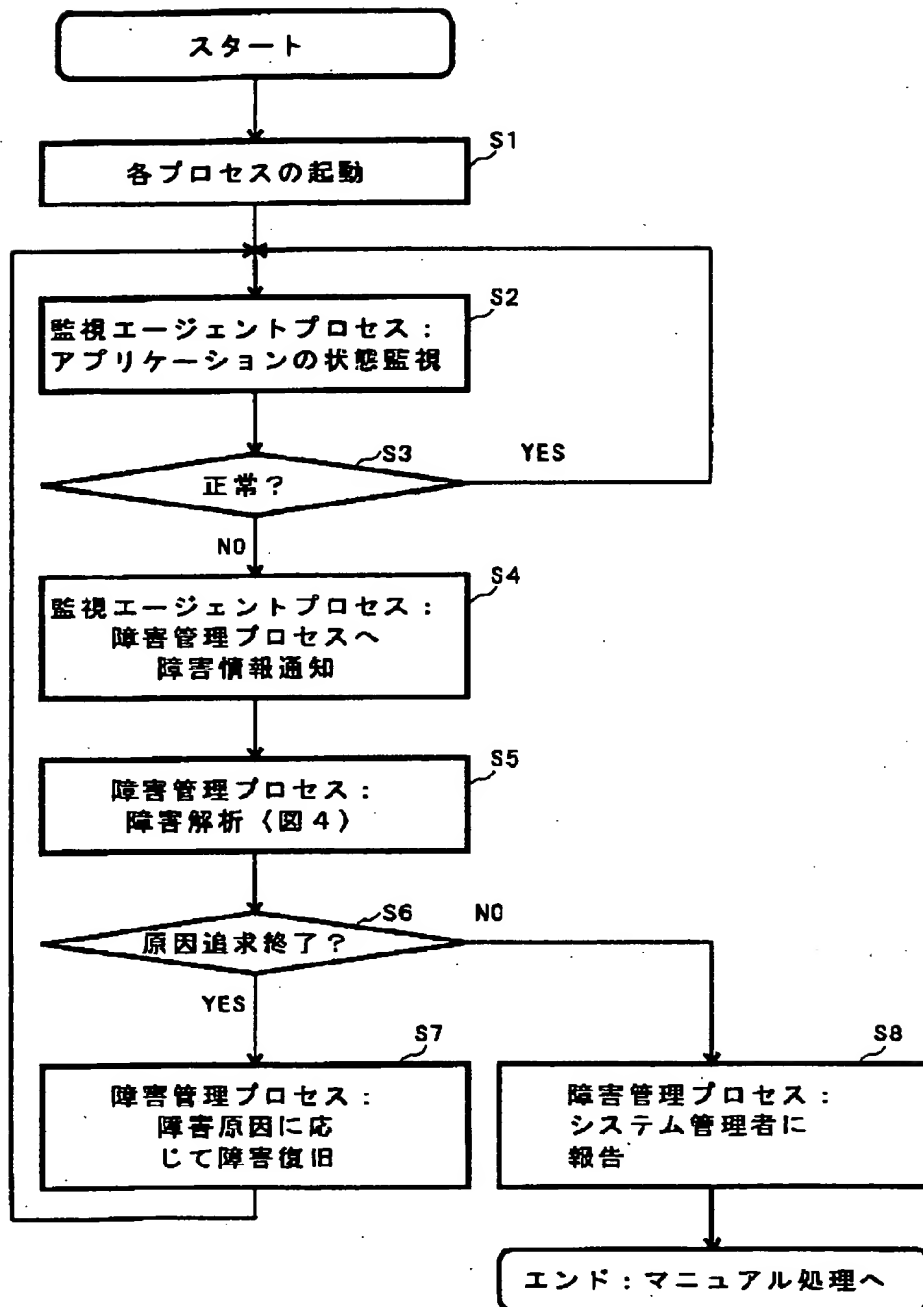 スタート
S1
各プロセスの起動
S2
監視エージェントプロセス：
アプリケーションの状態監視
S3
YES
正常？
NO
S4
監視エージェントプロセス：
障害管理プロセスへ
障害情報通知
S5
障害管理プロセス：
障害解析（図４）
S6
NO
原因追求終了？
YES
S7
障害管理プロセス：
障害原因に応
じて障害復旧
S8
障害管理プロセス：
システム管理者に
報告
エンド：マニュアル処理へ